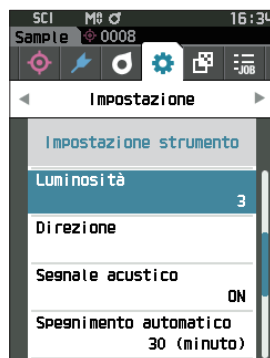 SCI M0 16:34
Sample 0008
-JOB
Impostazione
Impostazione strumento
Luminosità
3
Direzione
Segnale acustico
ON
Spegnimento automatico
30 (minuto)